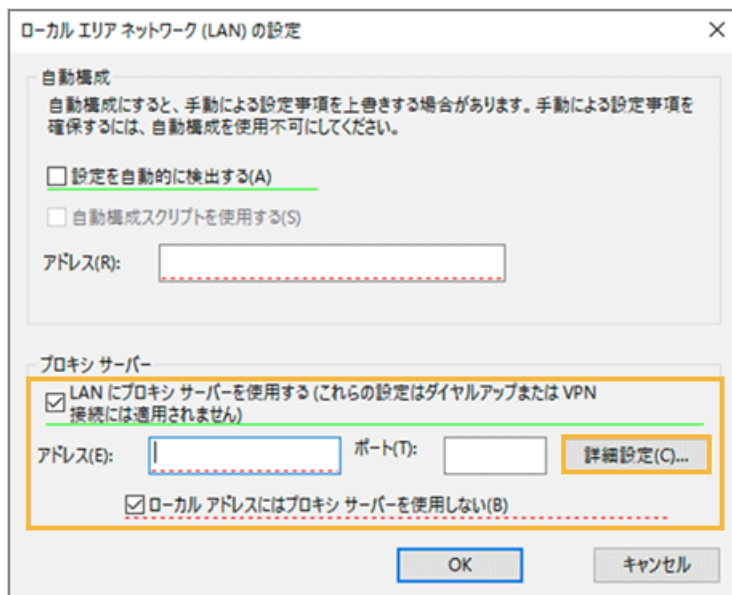 ローカル エリア ネットワーク (LAN) の設定
自動構成
自動構成にすると、手動による設定事項を上書きする場合があります。手動による設定事項を
確保するには、自動構成を使用不可にしてください。
設定を自動的に検出する(A)
自動構成スクリプトを使用する(S)
アドレス(R):
プロキシ サーバー
LAN にプロキシ サーバーを使用する (これらの設定はダイヤルアップまたは VPN
接続には適用されません)
アドレス(E): ポート(T): 詳細設定(C)...
ローカル アドレスにはプロキシ サーバーを使用しない(B)
OK キャンセル